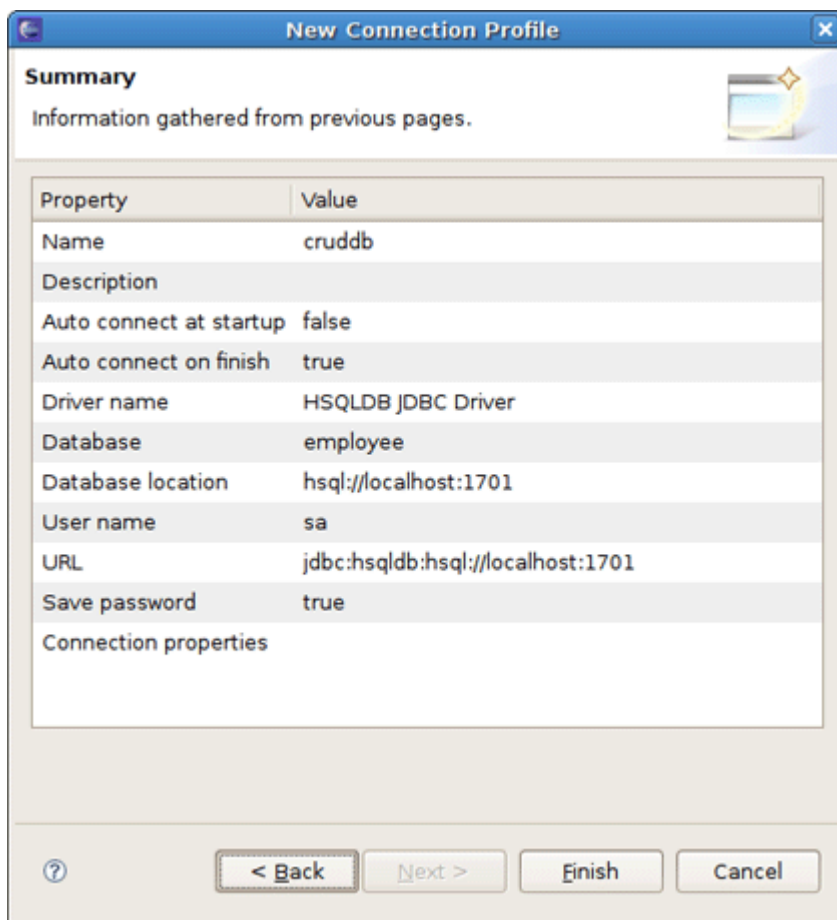 New Connection Profile
Summary
Information gathered from previous pages.
Property Value
Name cruddb
Description
Auto connect at startup false
Auto connect on finish true
Driver name HSQLDB JDBC Driver
Database employee
Database location hsql://localhost:1701
User name sa
URL jdbc:hsqldb:hsql://localhost:1701
Save password true
Connection properties
? < Back Next > Finish Cancel